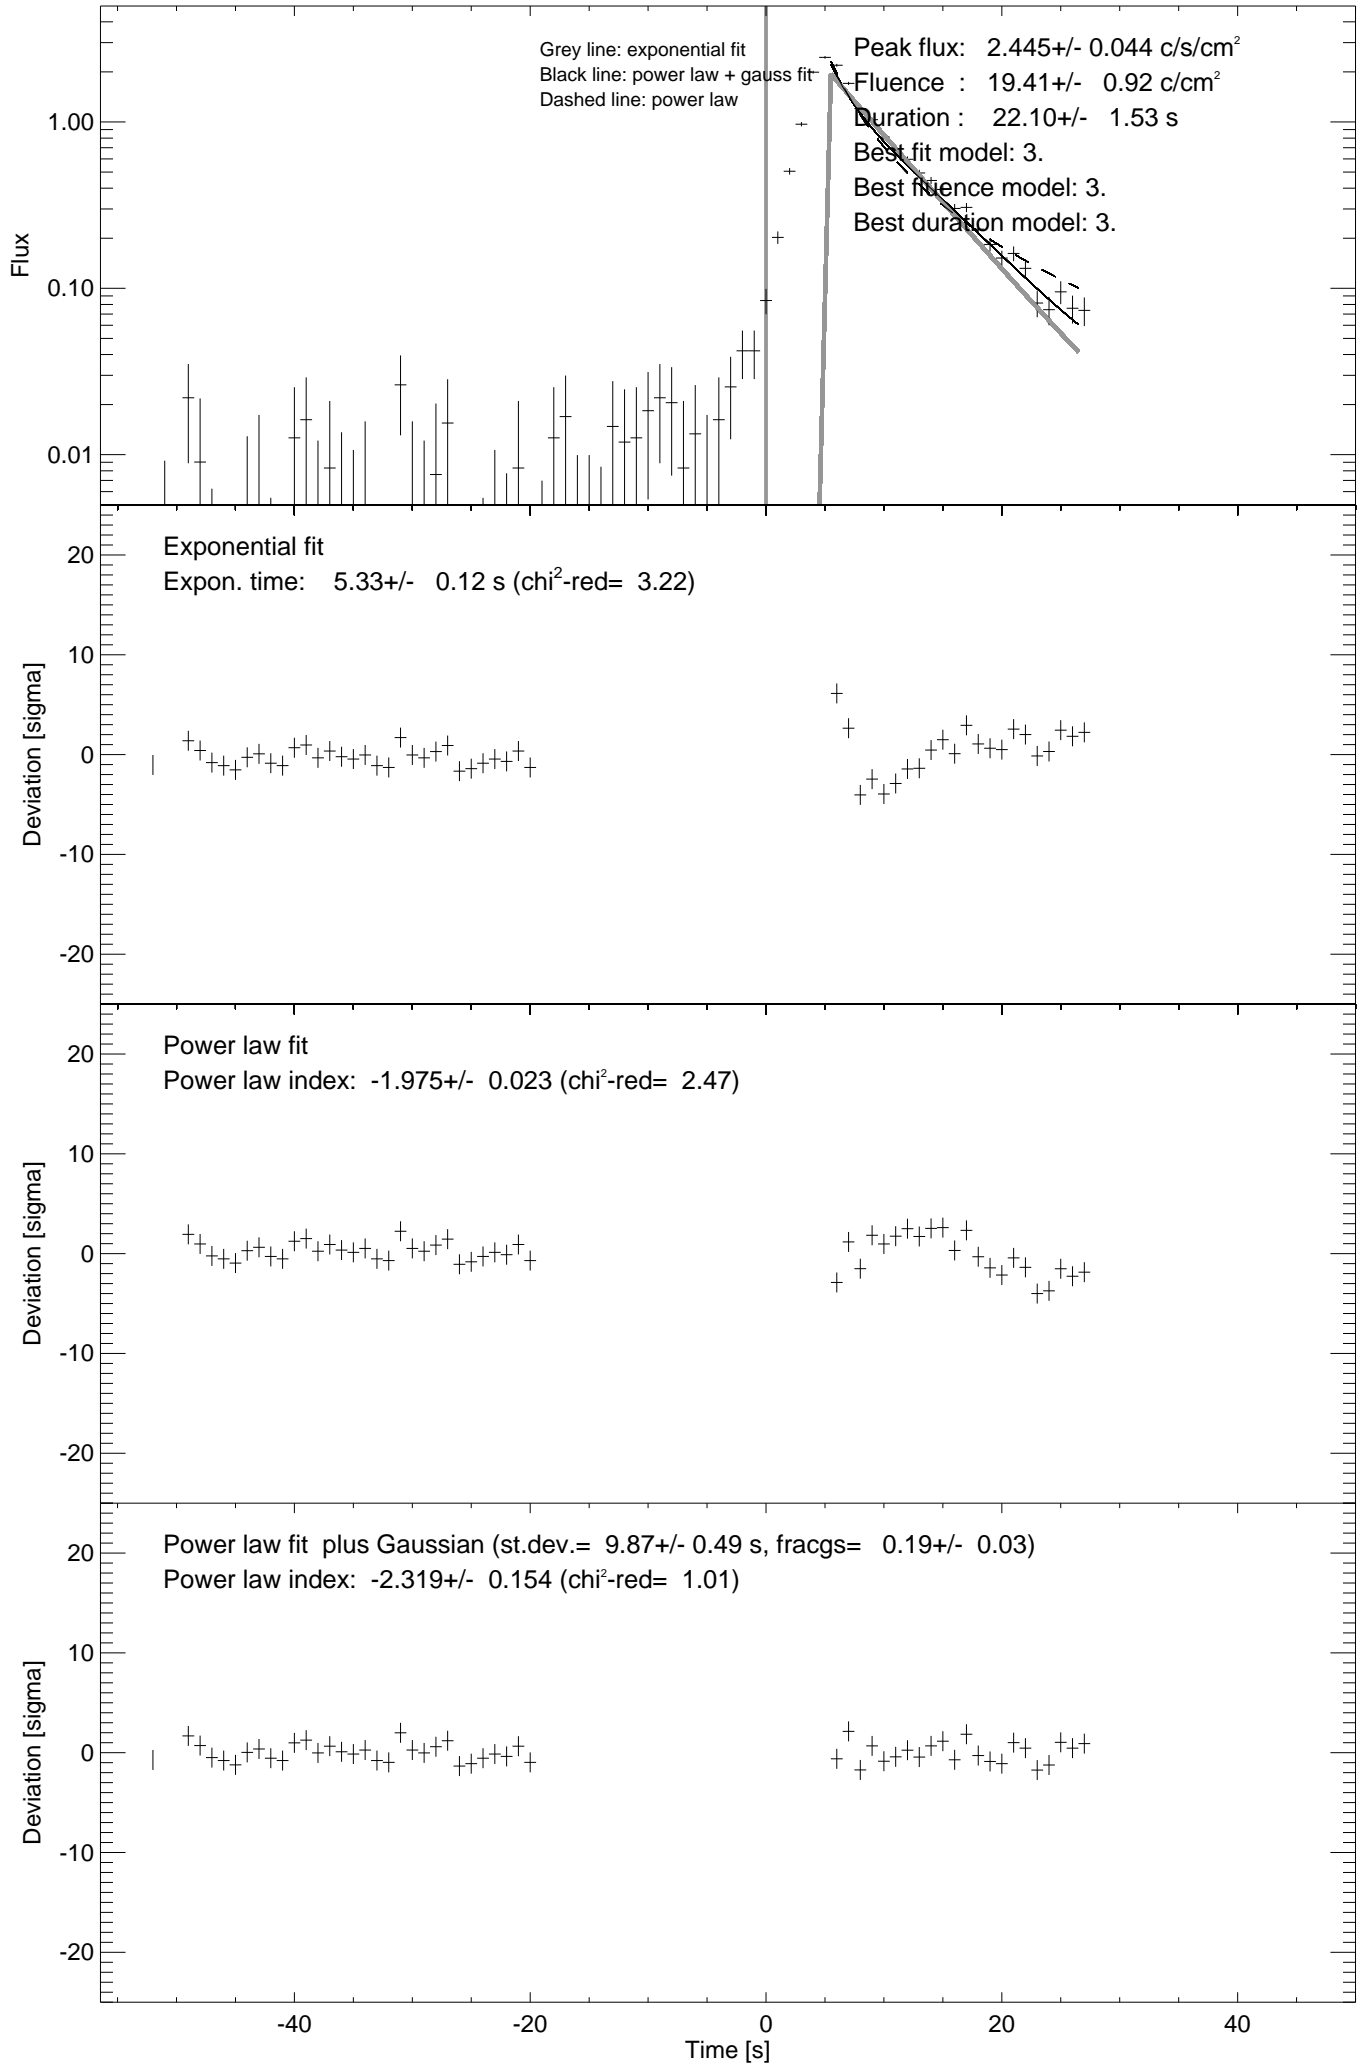 Grey line: exponential fit
Black line: power law + gauss fit
Dashed line: power law
Peak flux: 2.445+/- 0.044 c/s/cm²
Fluence : 19.41+/- 0.92 c/cm²
Duration : 22.10+/- 1.53 s
Best fit model: 3.
Best fluence model: 3.
Best duration model: 3.
Flux
1.00
0.10
0.01
Exponential fit
Expon. time: 5.33+/- 0.12 s (chi²-red= 3.22)
Deviation [sigma]
20
10
0
-10
-20
Power law fit
Power law index: -1.975+/- 0.023 (chi²-red= 2.47)
Deviation [sigma]
20
10
0
-10
-20
Power law fit plus Gaussian (st.dev.= 9.87+/- 0.49 s, fracgs= 0.19+/- 0.03)
Power law index: -2.319+/- 0.154 (chi²-red= 1.01)
Deviation [sigma]
20
10
0
-10
-20
-40 -20 0 20 40
Time [s]